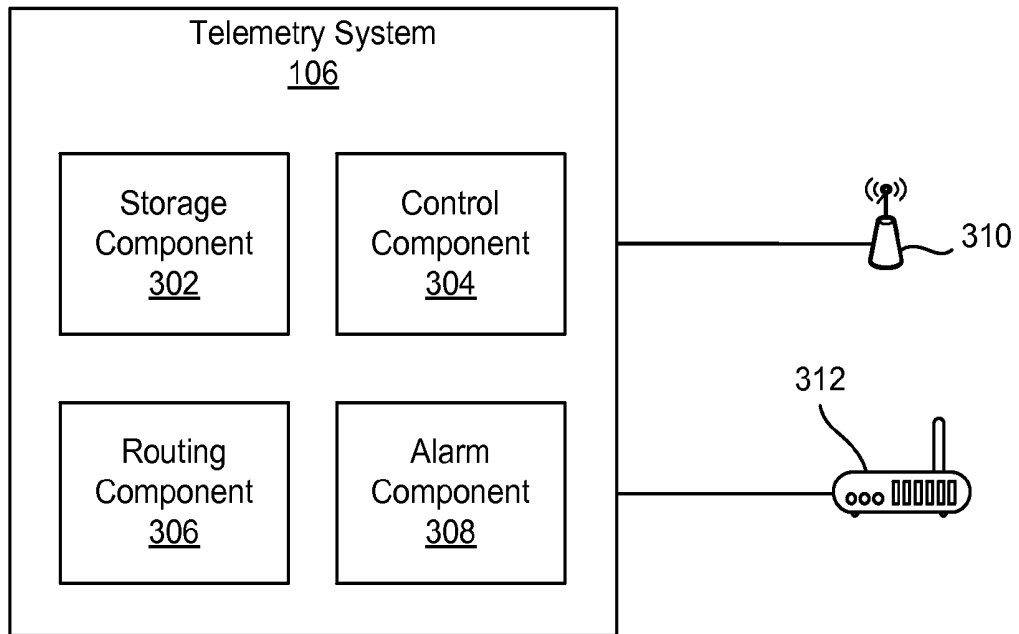 Telemetry System
106
Storage
Component
302
Control
Component
304
310
312
Routing
Component
306
Alarm
Component
308